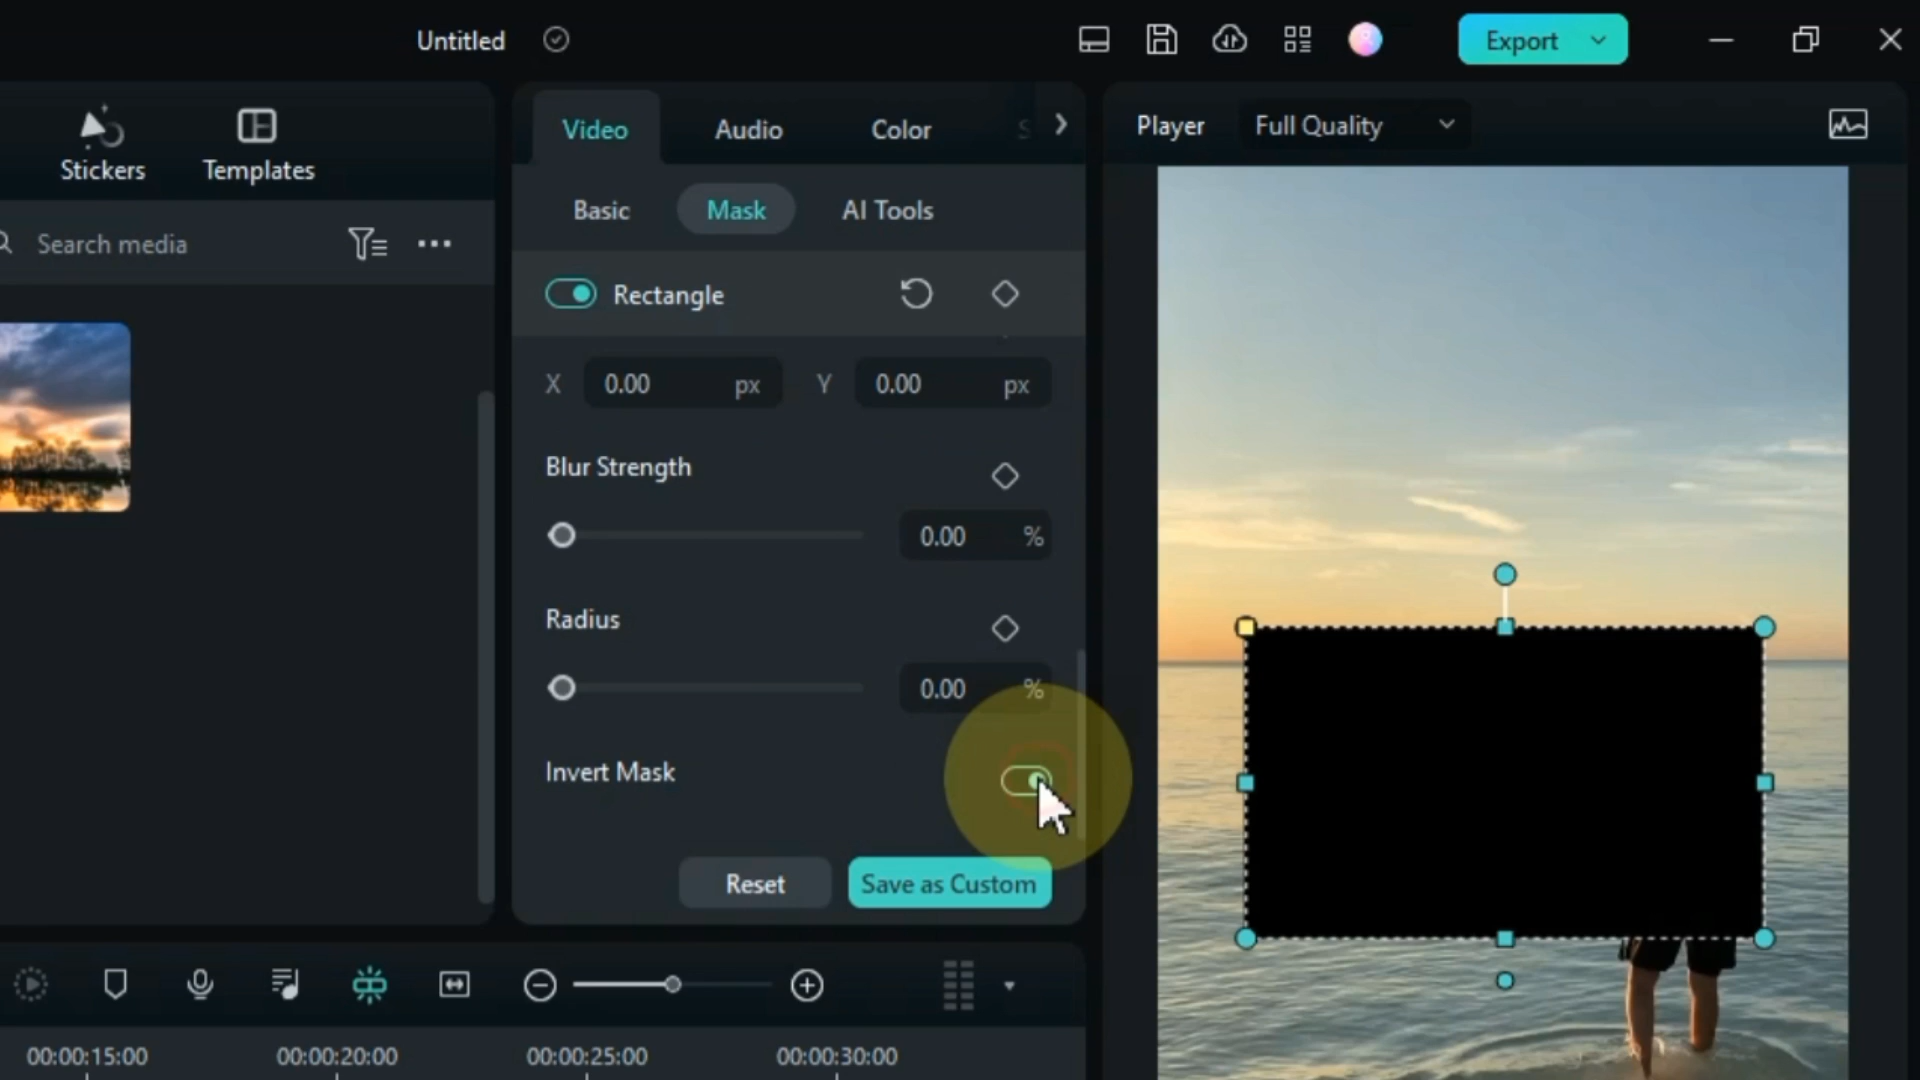 Untitled
Export
Stickers
Templates
Search media
Video Audio Color S
Basic Mask AI Tools
Rectangle
X 0.00 px Y 0.00 px
Blur Strength
0.00 %
Radius
0.00 %
Invert Mask
Reset Save as Custom
Player Full Quality
00:00:15:00 00:00:20:00 00:00:25:00 00:00:30:00